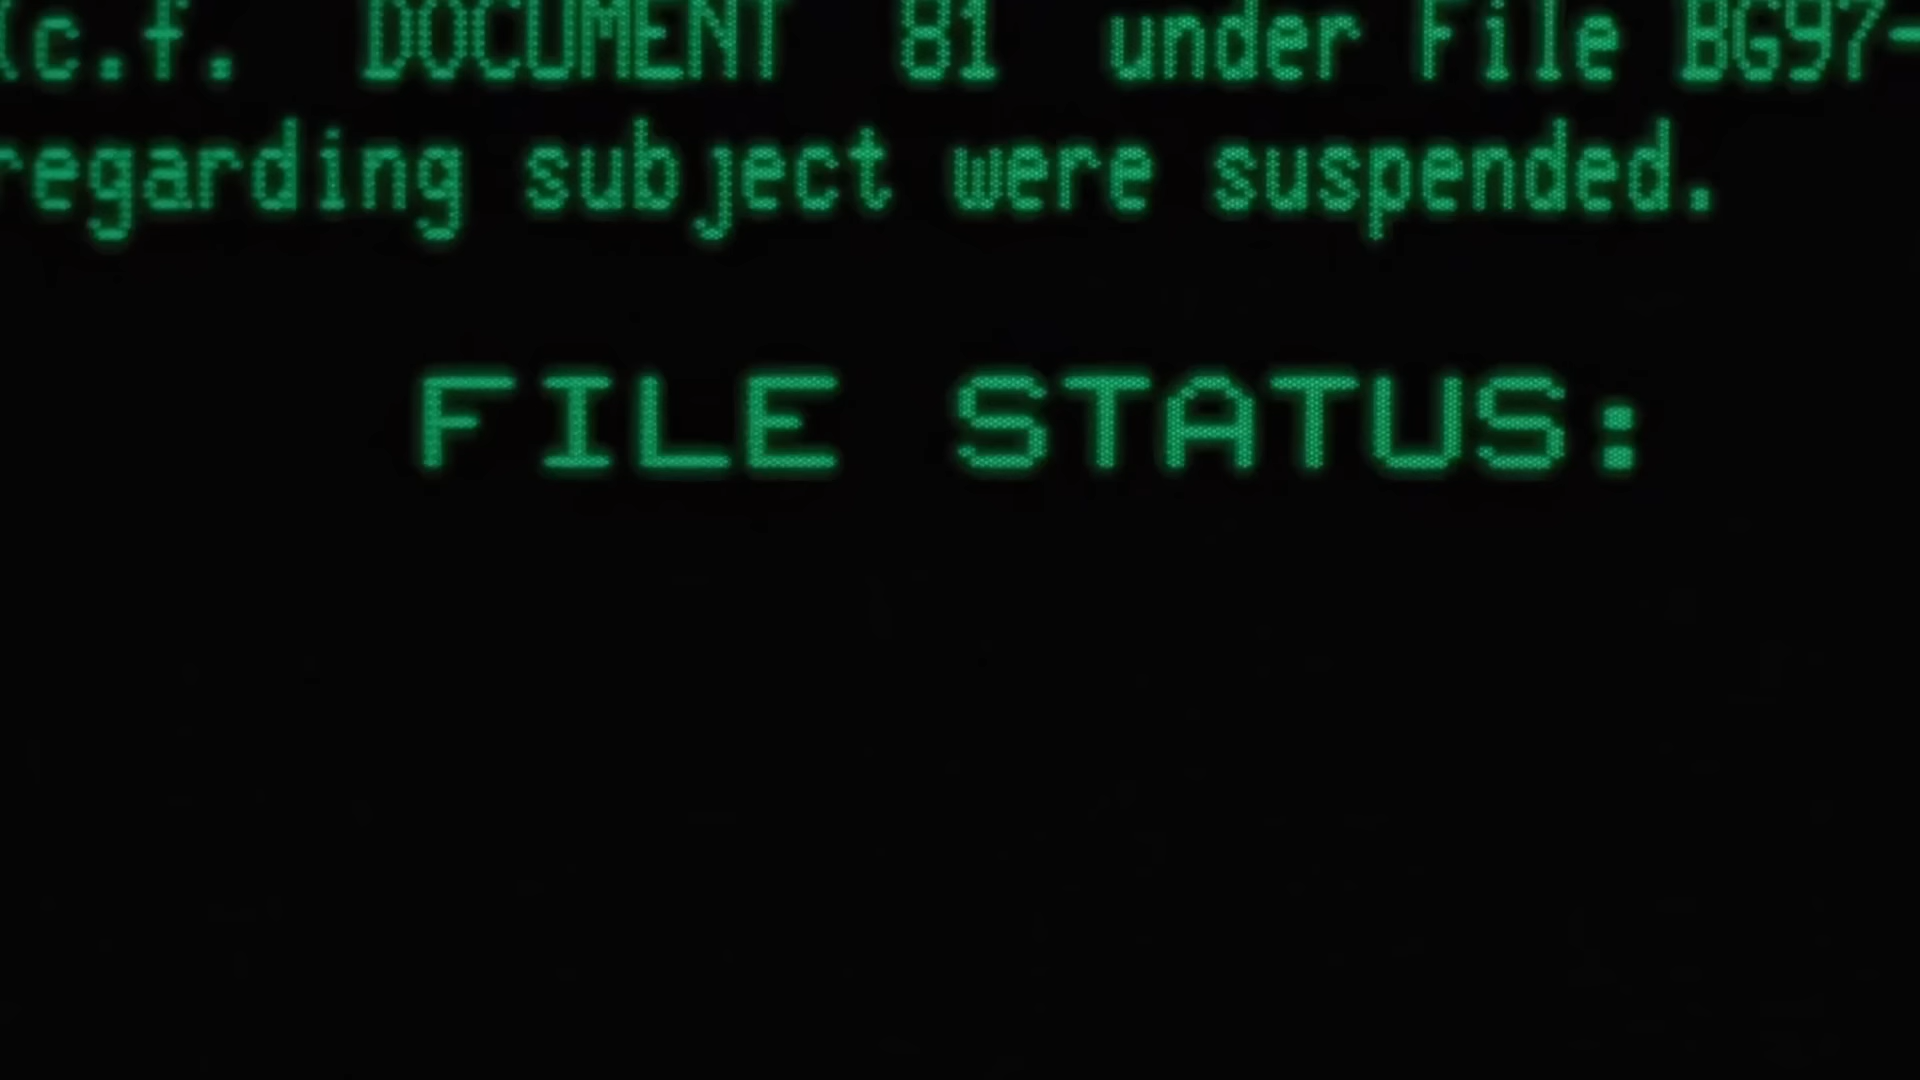 (c.f. DOCUMENT 81 under File BG97-
regarding subject were suspended.
FILE STATUS: